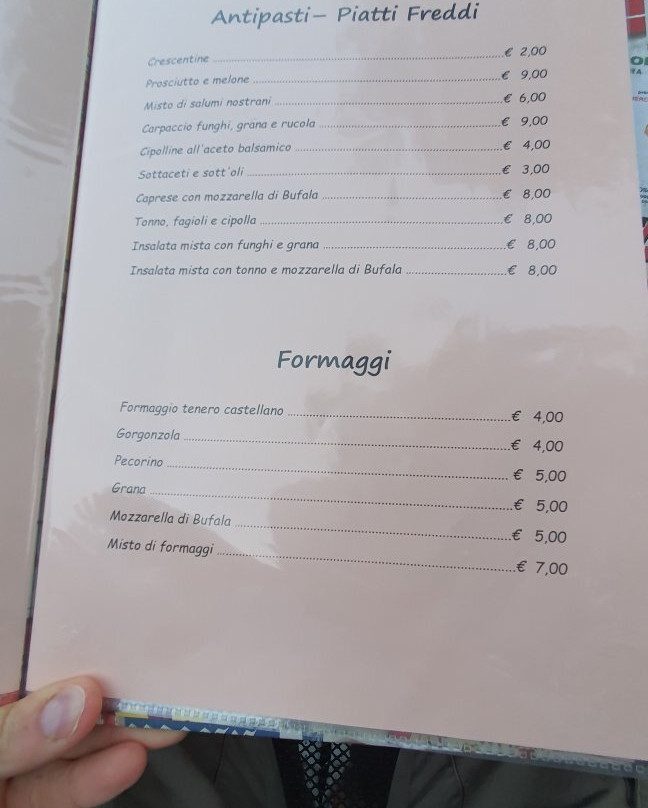 Antipasti– Piatti Freddi
Crescentine € 2,00
Prosciutto e melone € 9,00
Misto di salumi nostrani € 6,00
Carpaccio funghi, grana e rucola € 9,00
Cipolline all'aceto balsamico € 4,00
Sottaceti e sott'oli € 3,00
Caprese con mozzarella di Bufala € 8,00
Tonno, fagioli e cipolla € 8,00
Insalata mista con funghi e grana € 8,00
Insalata mista con tonno e mozzarella di Bufala € 8,00
Formaggi
Formaggio tenero castellano € 4,00
Gorgonzola € 4,00
Pecorino € 5,00
Grana € 5,00
Mozzarella di Bufala € 5,00
Misto di formaggi € 7,00